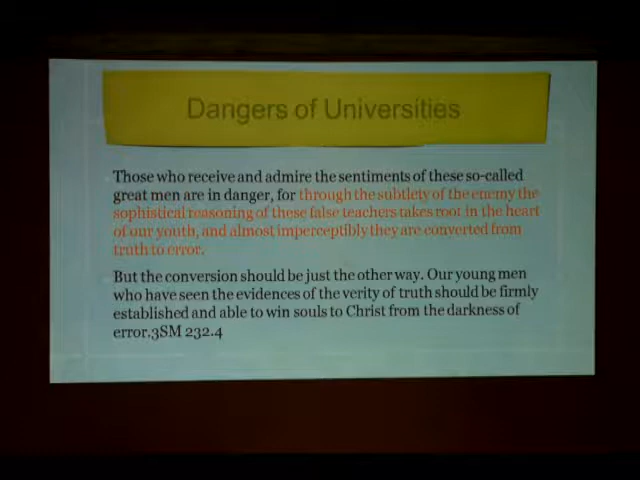 Dangers of Universities
Those who receive and admire the sentiments of these so-called
great men are in danger, for through the subtlety of the enemy the
sophistical reasoning of these false teachers takes root in the heart
of our youth, and almost imperceptibly they are converted from
truth to error.
But the conversion should be just the other way. Our young men
who have seen the evidences of the verity of truth should be firmly
established and able to win souls to Christ from the darkness of
error.3SM 232.4